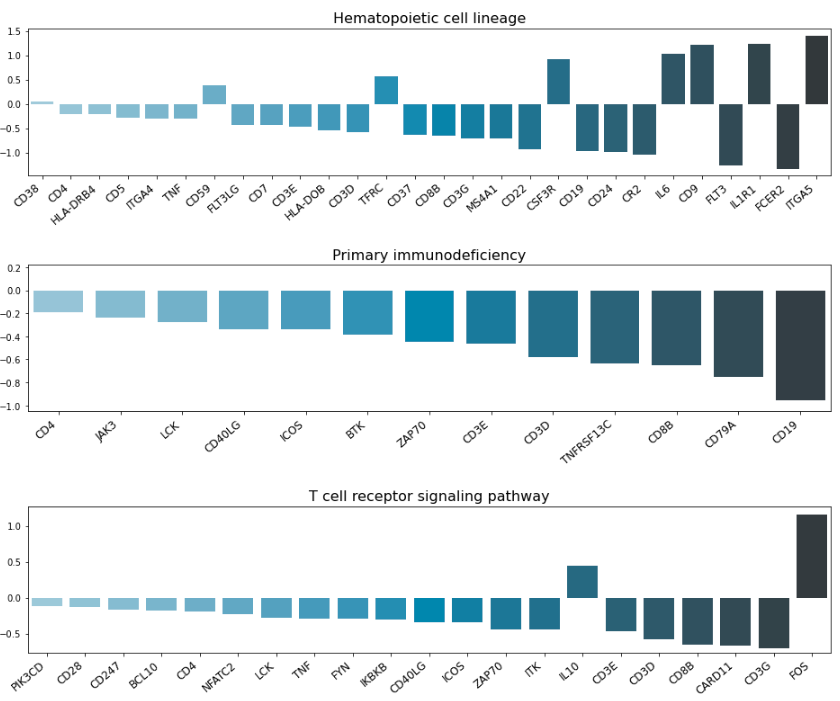 Hematopoietic cell lineage
1.5
1.0
0.5
0.0
−0.5
−1.0
CD38 CD4 HLA-DRB4 CD5 ITGA4 TNF CD59 FLT3LG CD7 CD3E HLA-DOB CD3D TFRC CD37 CD8B CD3G MS4A1 CD22 CSF3R CD19 CD24 CR2 IL6 CD9 FLT3 IL1R1 FCER2 ITGA5
Primary immunodeficiency
0.2
0.0
−0.2
−0.4
−0.6
−0.8
−1.0
CD4 JAK3 LCK CD40LG ICOS BTK ZAP70 CD3E CD3D TNFRSF13C CD8B CD79A CD19
T cell receptor signaling pathway
1.0
0.5
0.0
−0.5
PIK3CD CD28 CD247 BCL10 CD4 NFATC2 LCK TNF FYN IKBKB CD40LG ICOS ZAP70 ITK IL10 CD3E CD3D CD8B CARD11 CD3G FOS